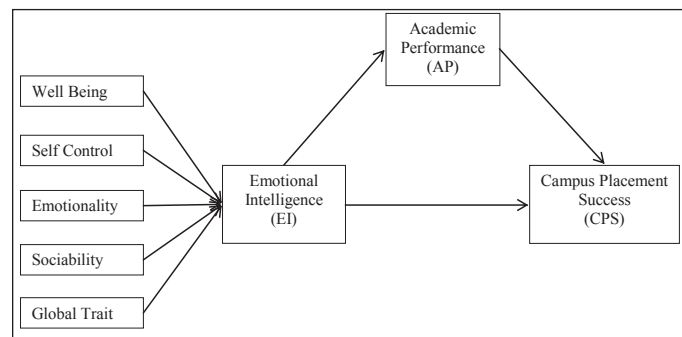 Academic
Performance
(AP)
Well Being
Self Control
Emotionality
Sociability
Global Trait
Emotional
Intelligence
(EI)
Campus Placement
Success
(CPS)